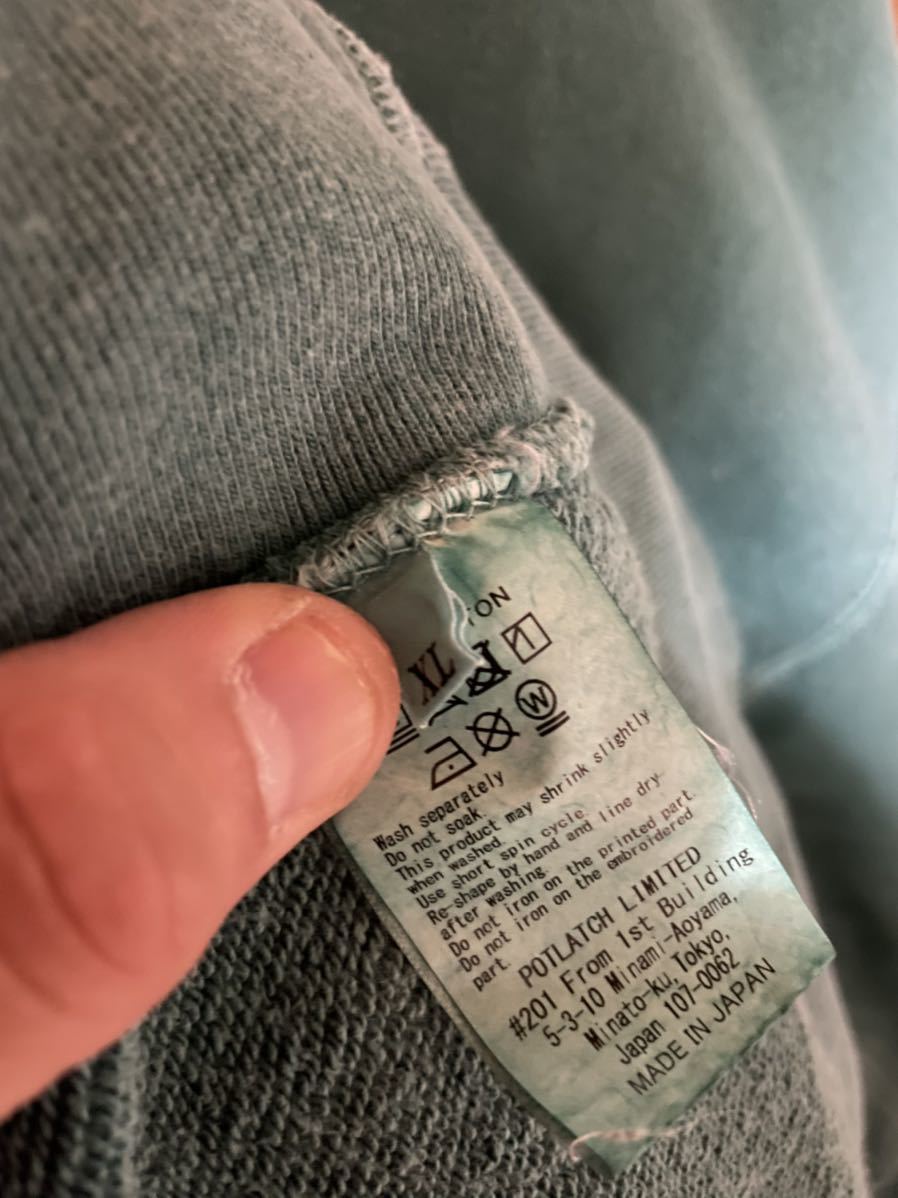 XL
Wash separately
Do not soak.
This product may shrink slightly
when washed.
Use short spin cycle.
Re-shape by hand and line dry
after washing.
Do not iron on the printed part.
Do not iron on the embroidered
part.
POTLATCH LIMITED
#201 From 1st Building
5-3-10 Minami-Aoyama,
Minato-ku, Tokyo,
Japan 107-0062
MADE IN JAPAN